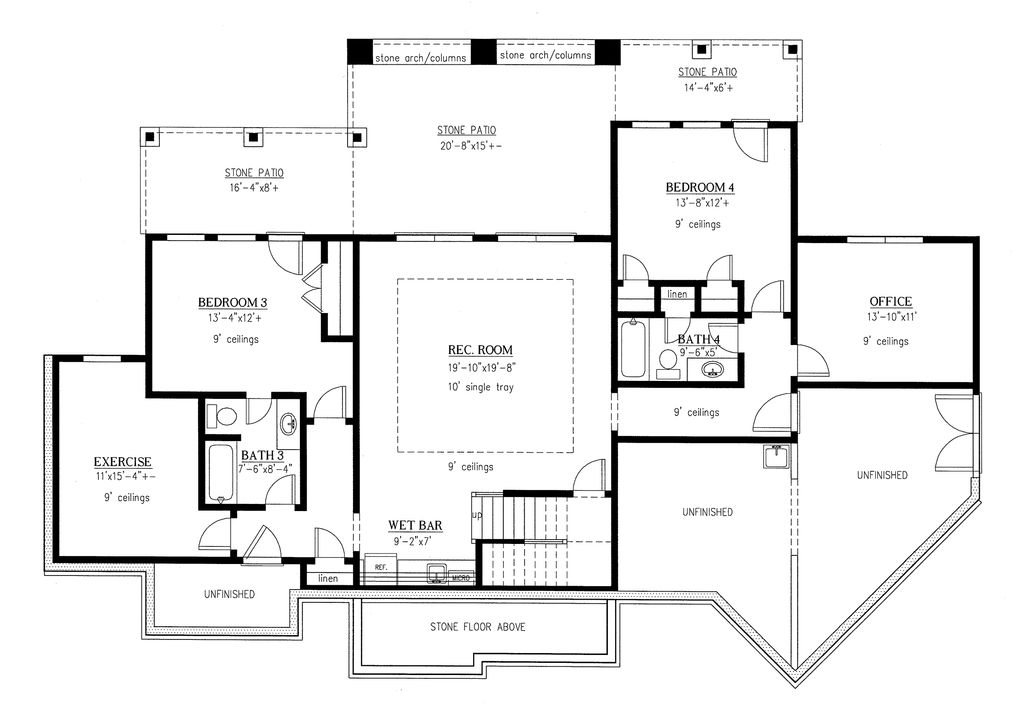 stone arch/columns
stone arch/columns
STONE PATIO
14'-4"x6'+
STONE PATIO
20'-8"x15'+-
STONE PATIO
16'-4"x8'+
BEDROOM 4
13'-8"x12'+
9' ceilings
linen
BEDROOM 3
13'-4"x12'+
9' ceilings
OFFICE
13'-10"x11'
9' ceilings
BATH 4
9'-6"x5'
REC. ROOM
19'-10"x19'-8"
10' single tray
9' ceilings
9' ceilings
EXERCISE
11'x15'-4"+-
9' ceilings
BATH 3
7'-6"x8'-4"
UNFINISHED
UNFINISHED
up
WET BAR
9'-2"x7'
REF.
MICRO
linen
UNFINISHED
STONE FLOOR ABOVE